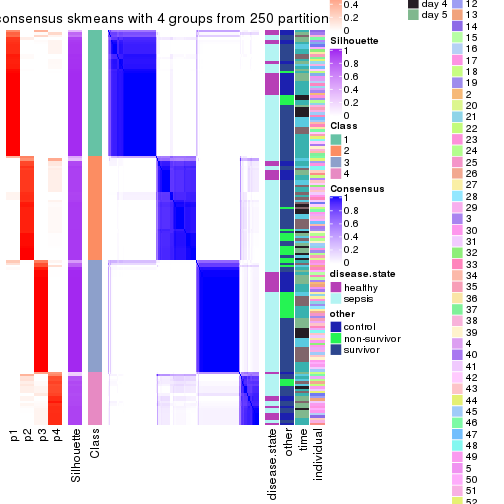 consensus skmeans with 4 groups from 250 partition
0.4
0.2
0
Silhouette
1
0.8
0.6
0.4
0.2
0
Class
1
2
3
4
Consensus
1
0.8
0.6
0.4
0.2
0
disease.state
healthy
sepsis
other
control
non-survivor
survivor
day 4
day 5
12
13
14
15
16
17
18
19
2
20
21
22
23
24
25
26
27
28
29
3
30
31
32
33
34
35
36
37
38
39
4
40
41
42
43
44
45
46
47
48
49
5
50
51
52
p1
p2
p3
p4
Silhouette
Class
disease.state
other
time
individual